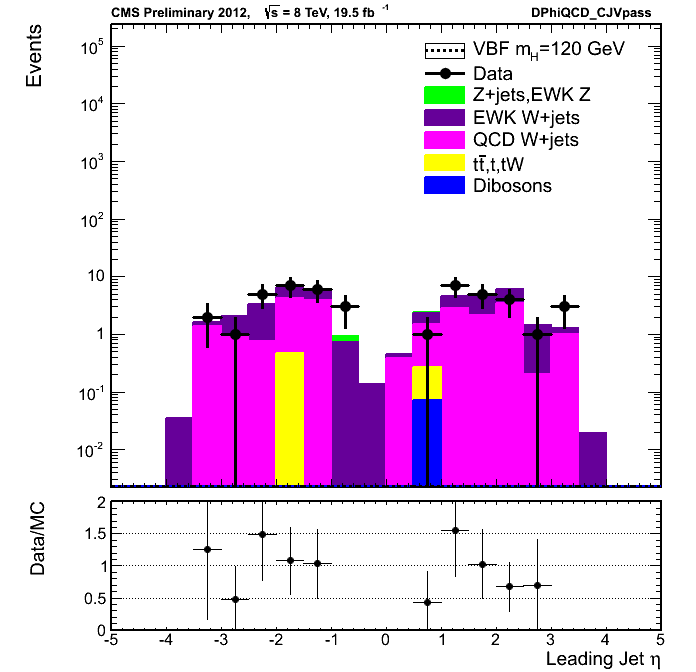 CMS Preliminary 2012, √s = 8 TeV, 19.5 fb⁻¹ DPhiQCD_CJVpass
Events
10⁵
10⁴
10³
10²
10
1
10⁻¹
10⁻²
VBF m_H=120 GeV
Data
Z+jets,EWK Z
EWK W+jets
QCD W+jets
tt̅,t,tW
Dibosons
Data/MC
2
1.5
1
0.5
0
-5 -4 -3 -2 -1 0 1 2 3 4 5
Leading Jet η